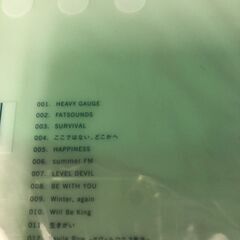 001. HEAVY GAUGE
002. FATSOUNDS
003. SURVIVAL
004. ここではない、どこかへ
005. HAPPINESS
006. summer FM
007. LEVEL DEVIL
008. BE WITH YOU
009. Winter, again
010. Will Be King
011. 生きがい
012.